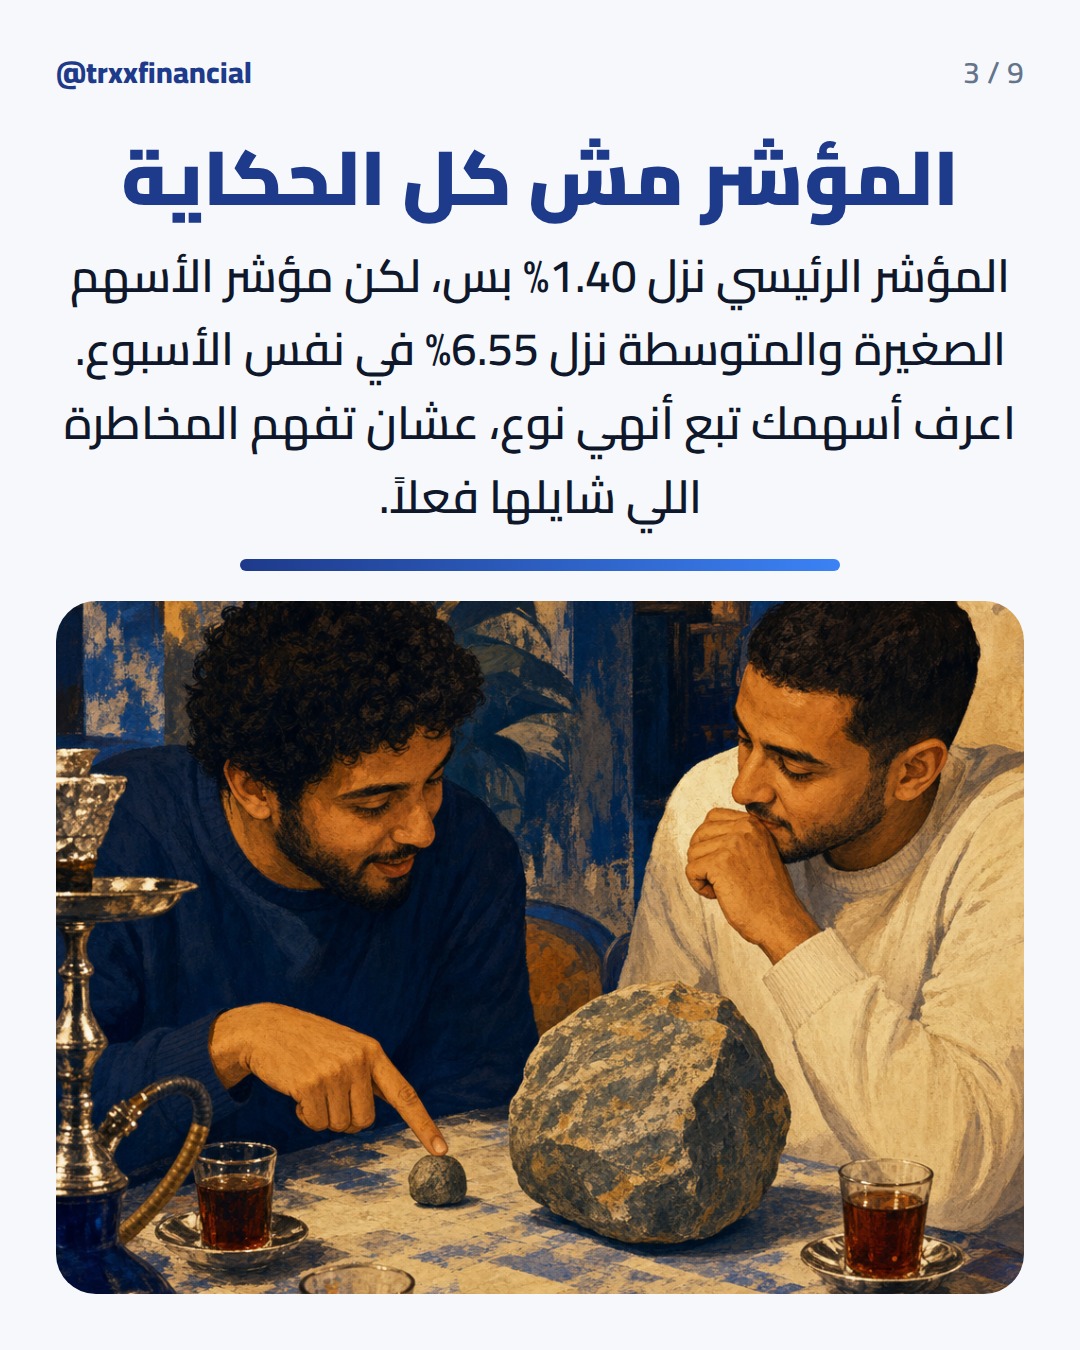 @trxxfinancial
3 / 9
المؤشر مش كل الحكاية
المؤشر الرئيسي نزل 1.40% بس، لكن مؤشر الأسهم
الصغيرة والمتوسطة نزل 6.55% في نفس الأسبوع.
اعرف أسهمك تبع أنهي نوع، عشان تفهم المخاطرة
اللي شايلها فعلاً.